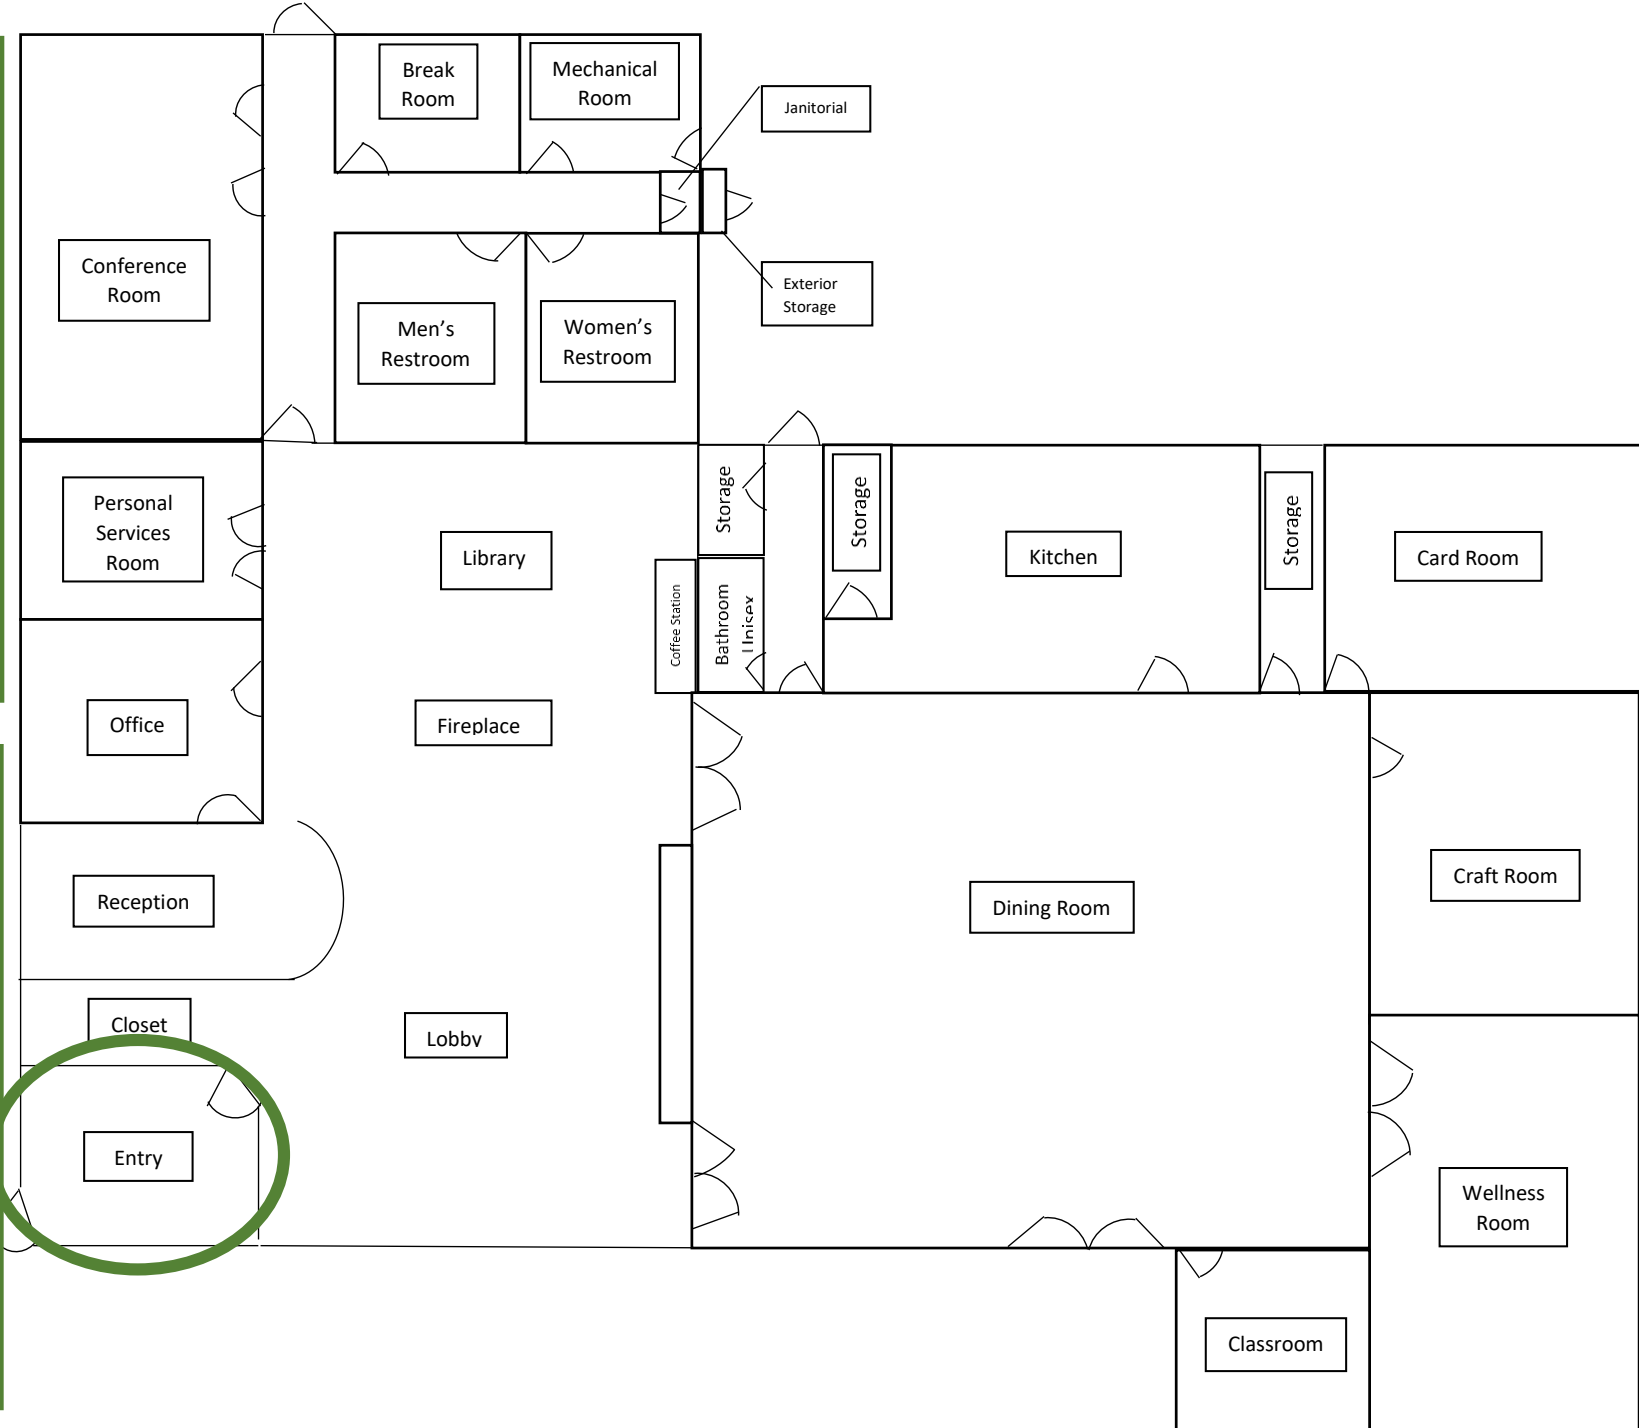 Break
Room
Mechanical
Room
Janitorial
Conference
Room
Exterior
Storage
Men’s
Restroom
Women’s
Restroom
Personal
Services
Room
Library
Storage
Storage
Kitchen
Storage
Card Room
Coffee Station
Bathroom
Unisex
Office
Fireplace
Reception
Craft Room
Dining Room
Closet
Lobby
Entry
Wellness
Room
Classroom